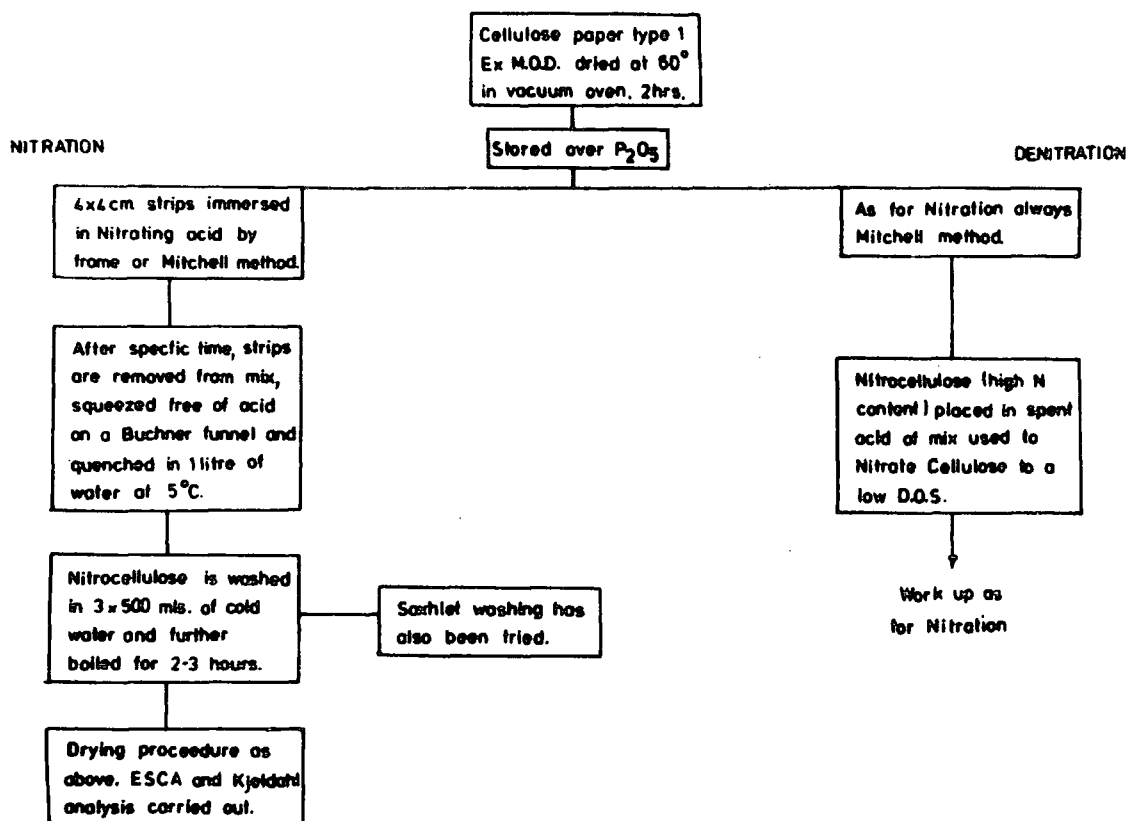 Cellulose paper type 1
Ex M.O.D. dried at 60°
in vacuum oven, 2hrs.
Stored over P₂O₅
NITRATION
DENITRATION
4x4cm strips immersed
in Nitrating acid by
frame or Mitchell method.
As for Nitration always
Mitchell method.
After specfic time, strips
are removed from mix,
squeezed free of acid
on a Buchner funnel and
quenched in 1 litre of
water at 5°C.
Nitrocellulose (high N
content) placed in spent
acid of mix used to
Nitrate Cellulose to a
low D.O.S.
Nitrocellulose is washed
in 3 x 500 mls. of cold
water and further
boiled for 2-3 hours.
Soxhlet washing has
also been tried.
Work up as
for Nitration
Drying proceedure as
above. ESCA and Kjeldahl
analysis carried out.